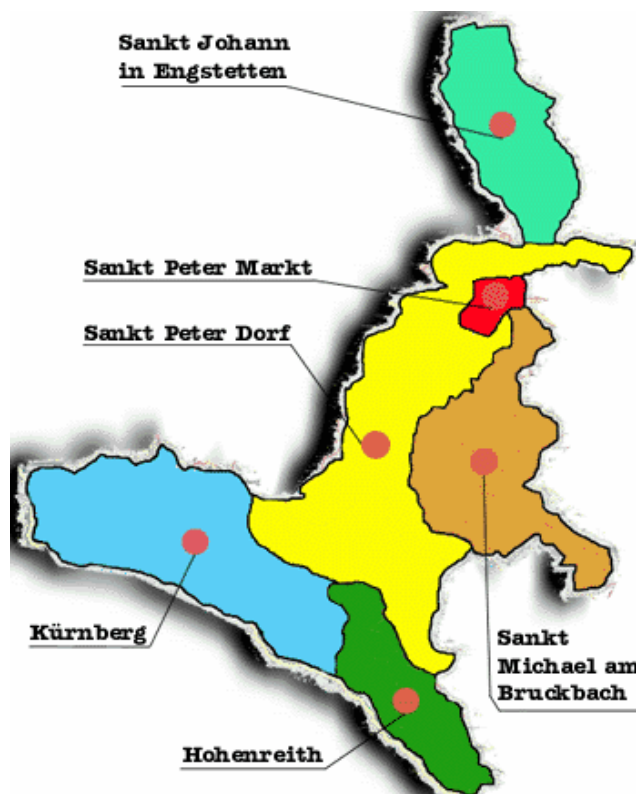 Sankt Johann
in Engstetten
Sankt Peter Markt
Sankt Peter Dorf
Kürnberg
Sankt
Michael am
Bruckbach
Hohenreith